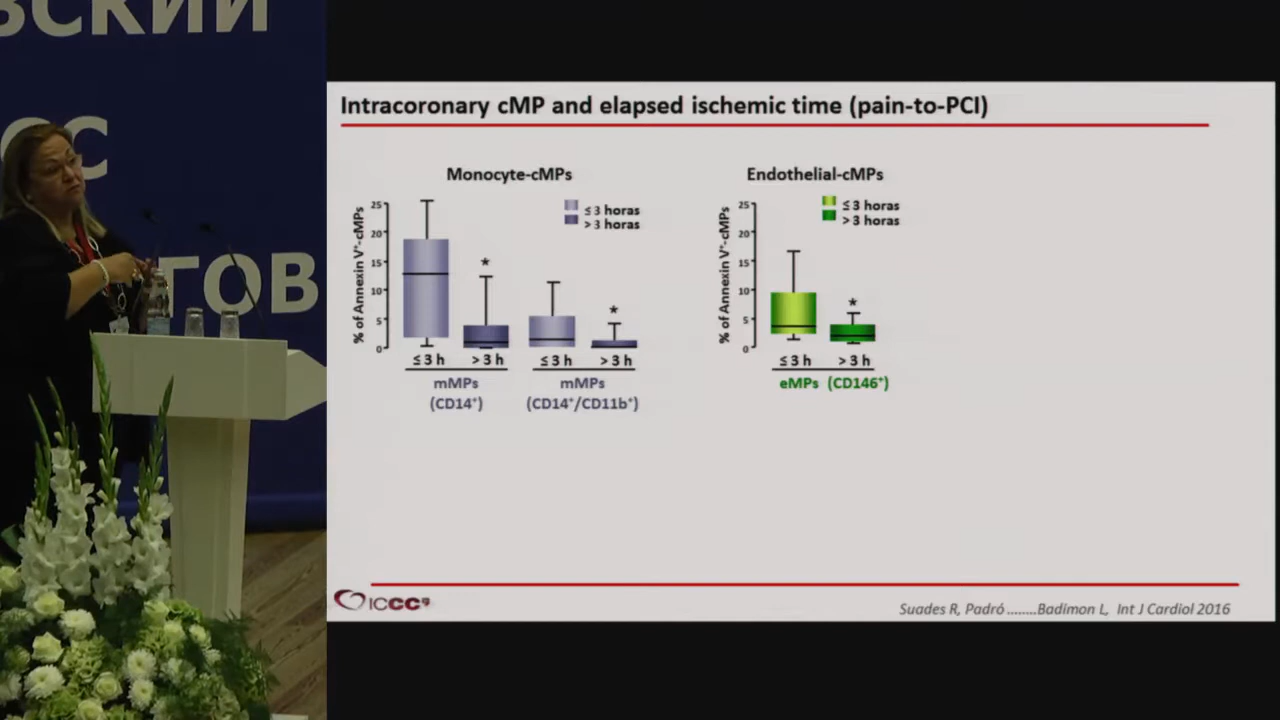 ВСКИЙ
СС
ТОВ
Intracoronary cMP and elapsed ischemic time (pain-to-PCI)
Monocyte-cMPs
≤ 3 horas
> 3 horas
% of Annexin V⁺-cMPs
25
20
15
10
5
0
*
*
≤ 3 h
> 3 h
≤ 3 h
> 3 h
mMPs
(CD14⁺)
mMPs
(CD14⁺/CD11b⁺)
Endothelial-cMPs
≤ 3 horas
> 3 horas
% of Annexin V⁺-cMPs
25
20
15
10
5
0
*
≤ 3 h
> 3 h
eMPs (CD146⁺)
ICCC
Suades R, Padró ........Badimon L, Int J Cardiol 2016